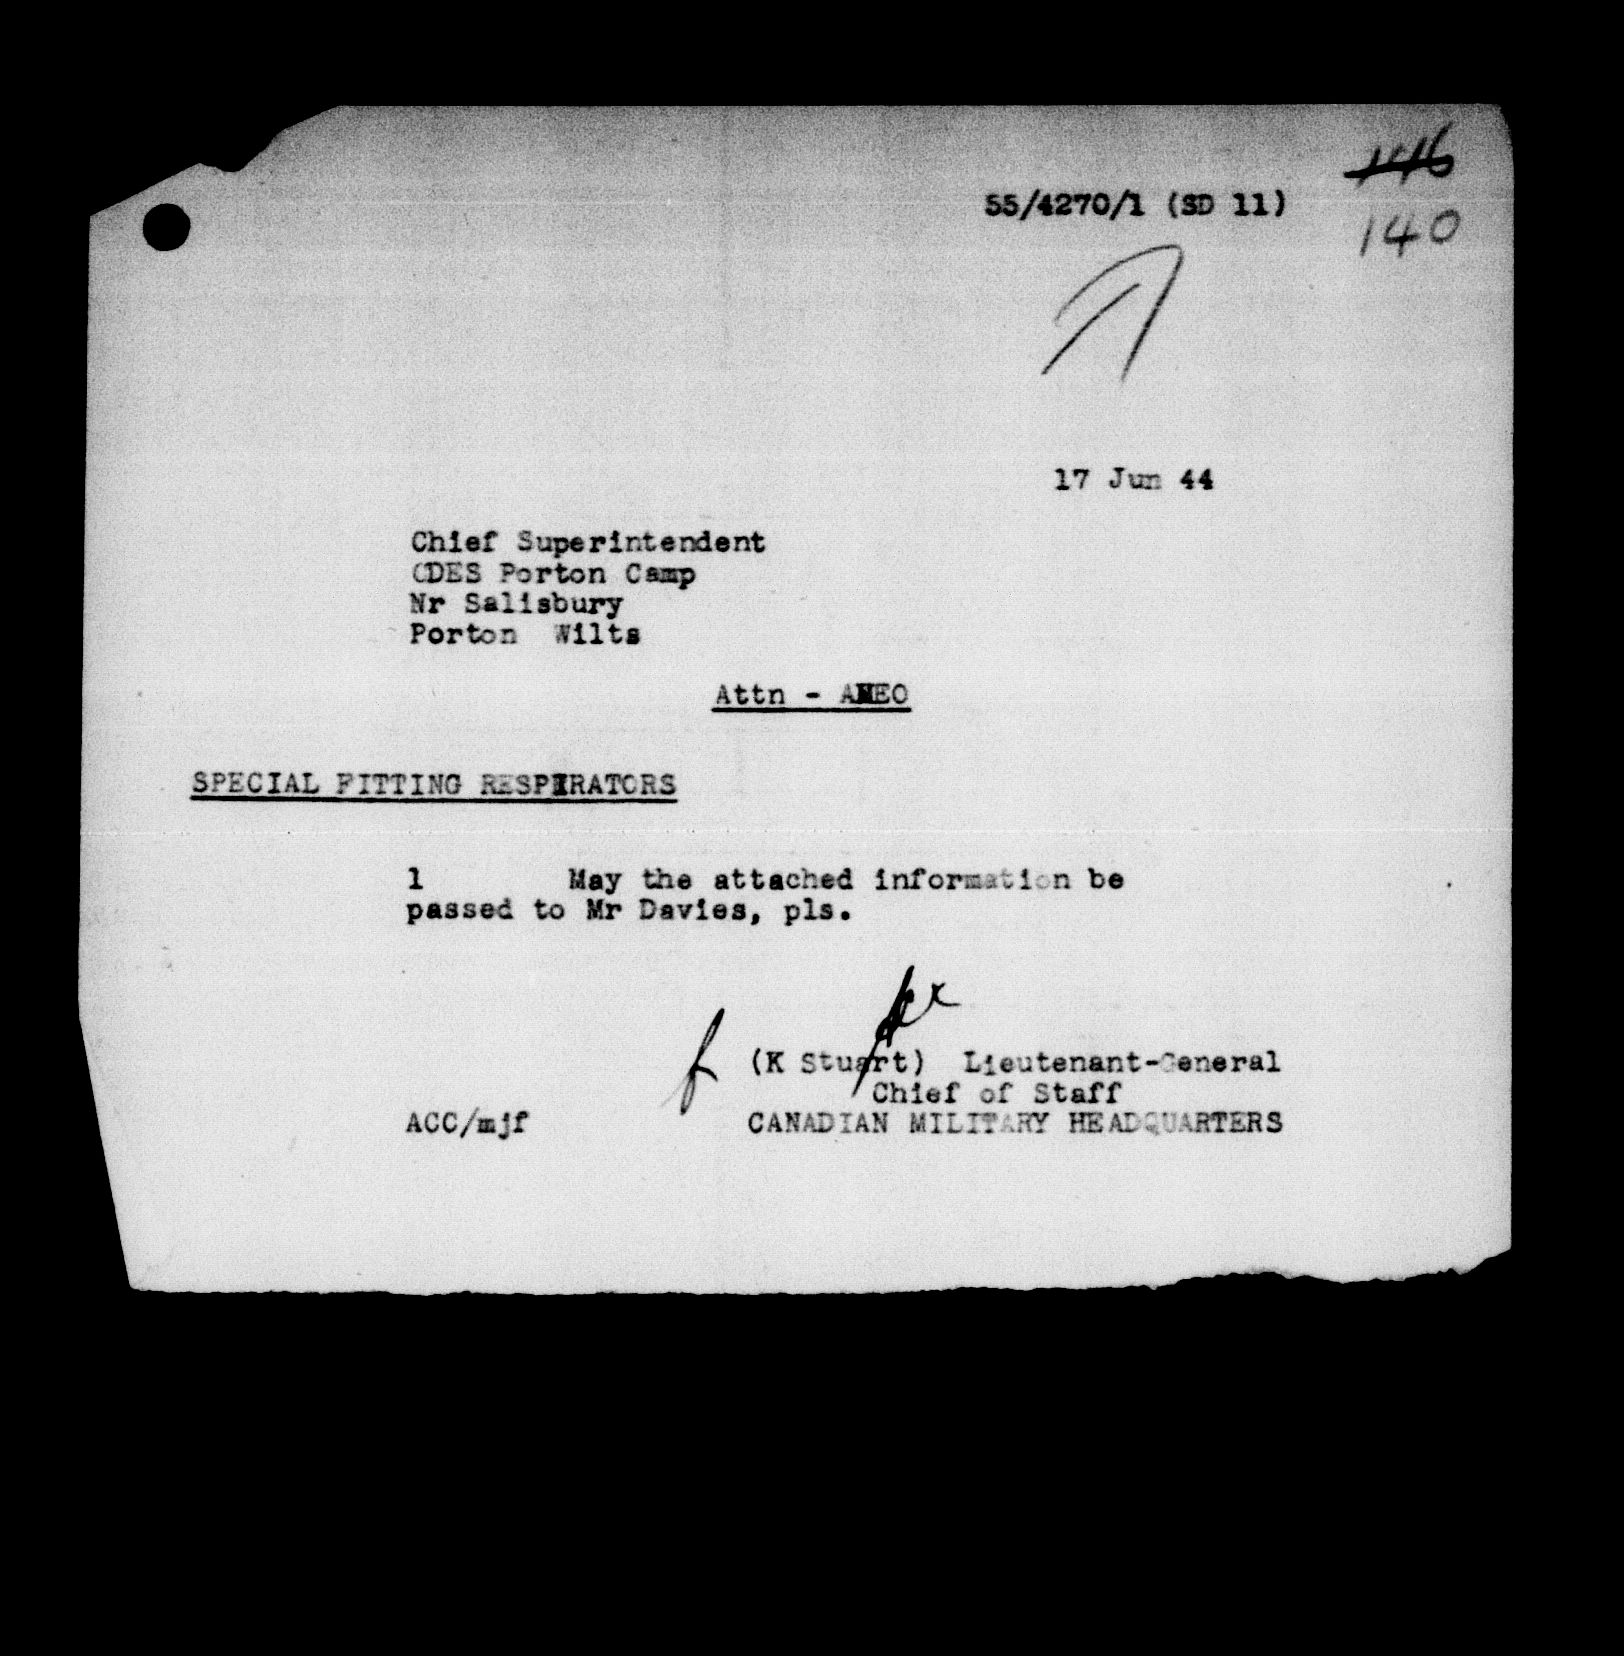 55/4270/1 (SD 11)
146
140
17 Jun 44
Chief Superintendent
CDES Porton Camp
Nr Salisbury
Porton Wilts
Attn -
SPECIAL FITTING RESPIRATORS
1 May the attached information be
passed to Mr Davies, pls.
(K Stuart) Lieutenant-General
Chief of Staff
ACC/mjf CANADIAN MILITARY HEADQUARTERS